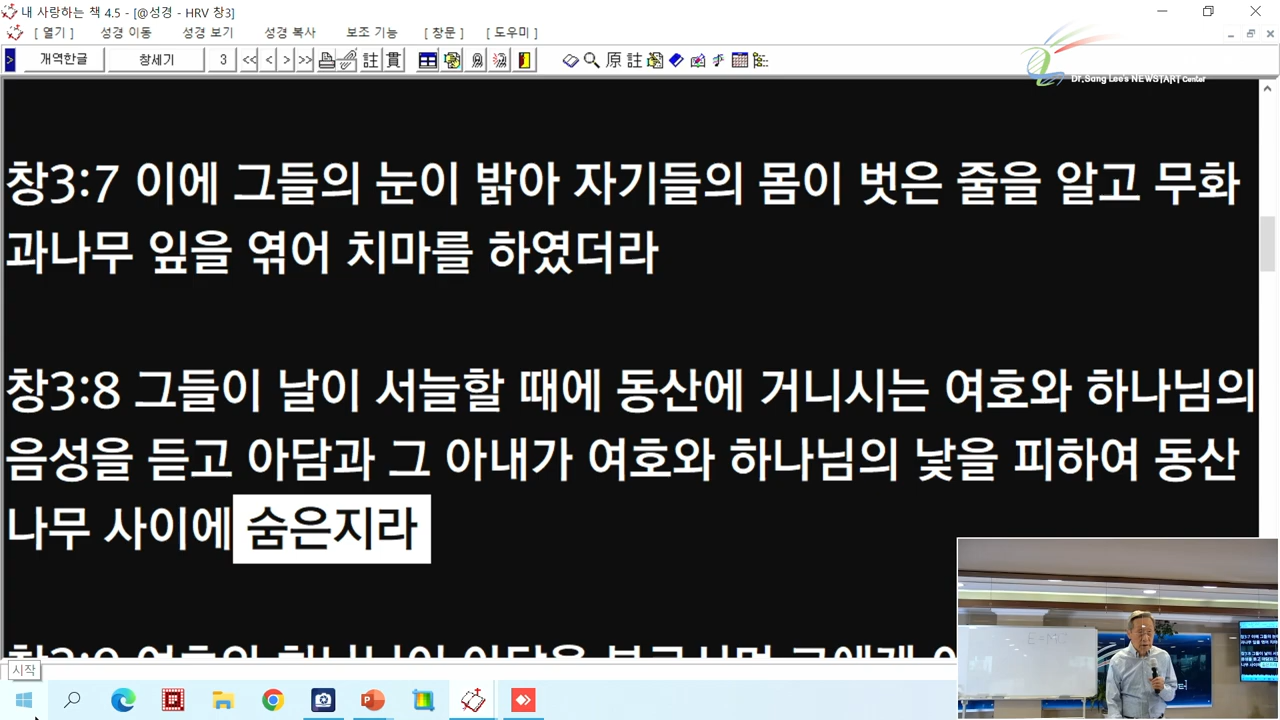 내 사랑하는 책 4.5 - [@성경 - HRV 창3]
[ 열기 ] 성경 이동 성경 보기 성경 복사 보조 기능 [ 창문 ] [ 도우미 ]
> 개역한글 창세기 3 << < > >> 註 貫 原 註
Dr.Sang Lee's NEWSTART Center
창3:7 이에 그들의 눈이 밝아 자기들의 몸이 벗은 줄을 알고 무화
과나무 잎을 엮어 치마를 하였더라
창3:8 그들이 날이 서늘할 때에 동산에 거니시는 여호와 하나님의
음성을 듣고 아담과 그 아내가 여호와 하나님의 낯을 피하여 동산
나무 사이에 숨은지라
시작